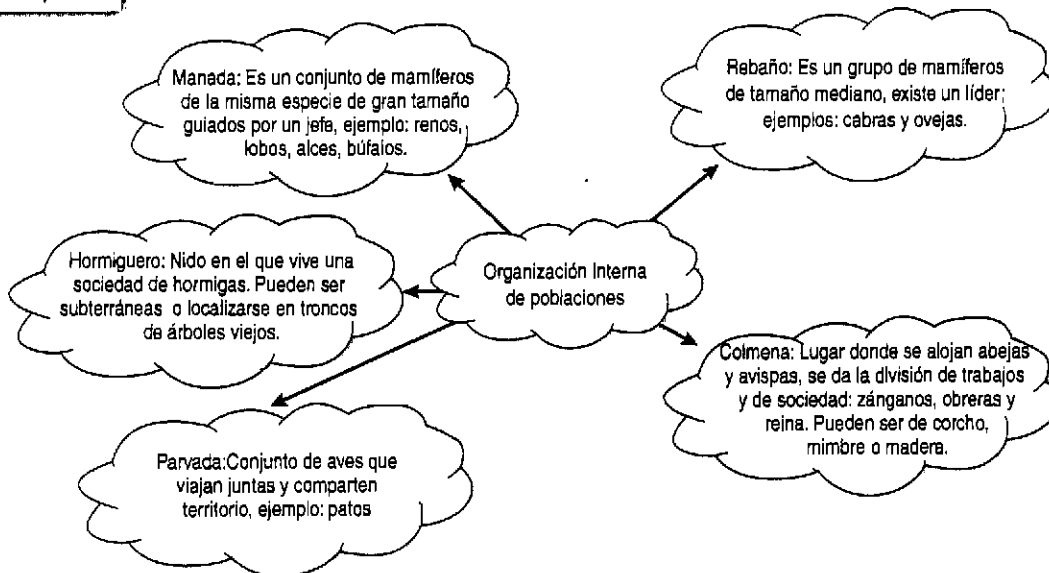 Manada: Es un conjunto de mamíferos
de la misma especie de gran tamaño
guiados por un jefe, ejemplo: renos,
lobos, alces, búfalos.
Rebaño: Es un grupo de mamíferos
de tamaño mediano, existe un líder;
ejemplos: cabras y ovejas.
Hormiguero: Nido en el que vive una
sociedad de hormigas. Pueden ser
subterráneas o localizarse en troncos
de árboles viejos.
Organización Interna
de poblaciones
Colmena: Lugar donde se alojan abejas
y avispas, se da la división de trabajos
y de sociedad: zánganos, obreras y
reina. Pueden ser de corcho,
mimbre o madera.
Parvada:Conjunto de aves que
viajan juntas y comparten
territorio, ejemplo: patos